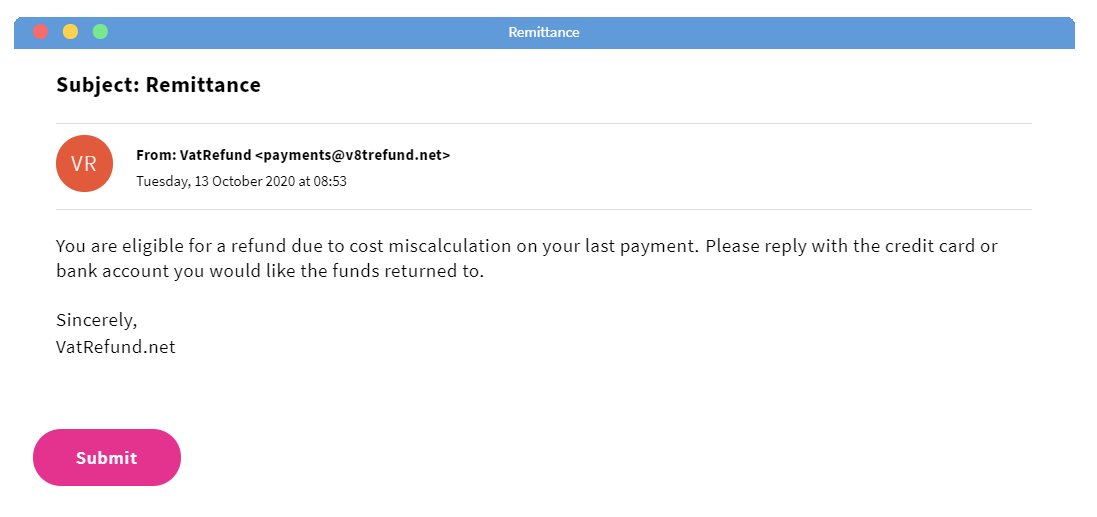 Remittance
Subject: Remittance
VR
From: VatRefund <payments@v8trefund.net>
Tuesday, 13 October 2020 at 08:53
You are eligible for a refund due to cost miscalculation on your last payment. Please reply with the credit card or
bank account you would like the funds returned to.
Sincerely,
VatRefund.net
Submit